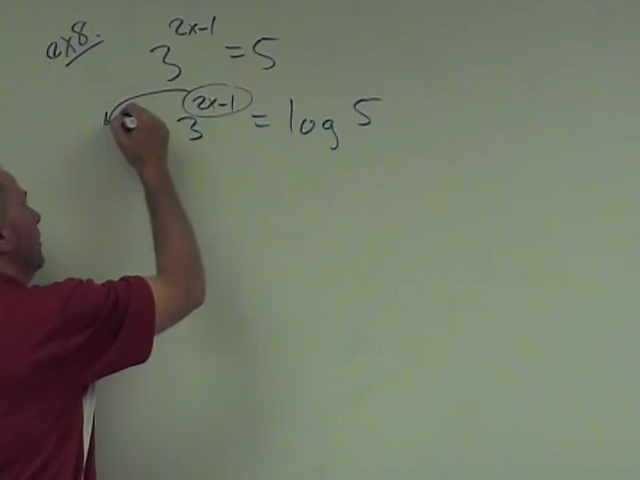 ex8. 3^{2x-1} = 5
3^{2x-1} = log 5